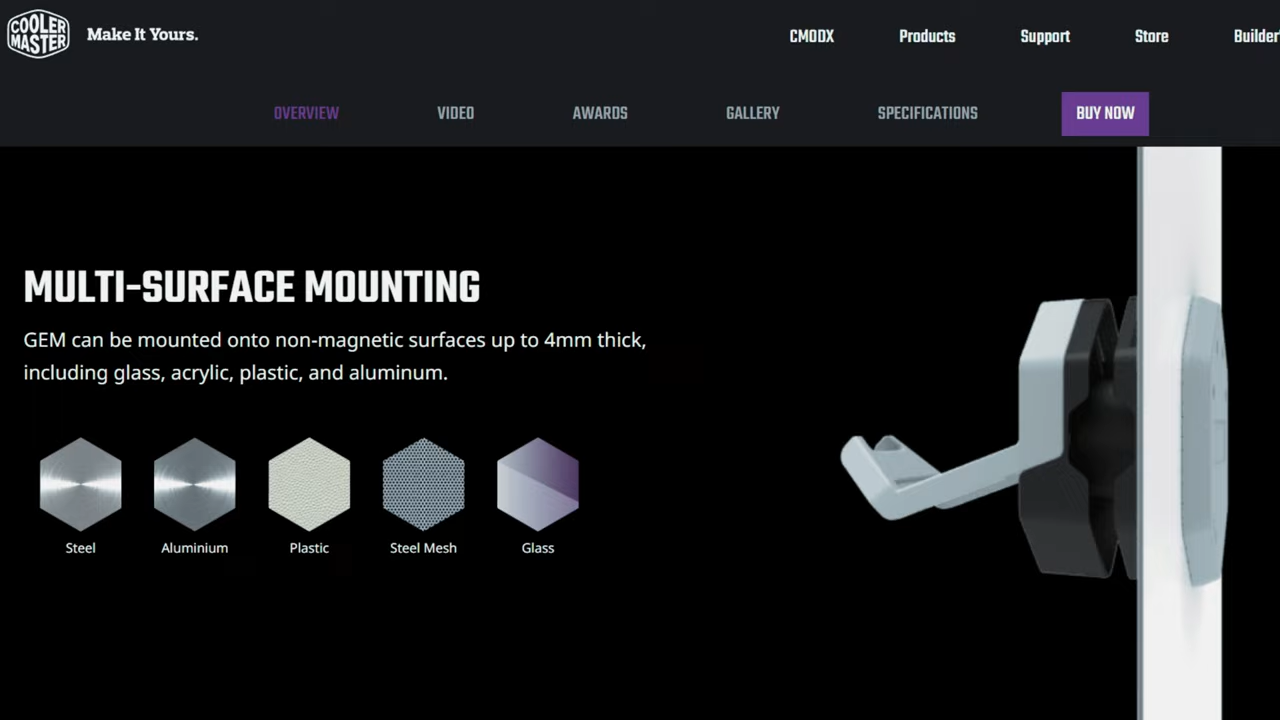 COOLER
MASTER
Make It Yours.
CMODX
Products
Support
Store
Builder
OVERVIEW
VIDEO
AWARDS
GALLERY
SPECIFICATIONS
BUY NOW
MULTI-SURFACE MOUNTING
GEM can be mounted onto non-magnetic surfaces up to 4mm thick,
including glass, acrylic, plastic, and aluminum.
Steel
Aluminium
Plastic
Steel Mesh
Glass